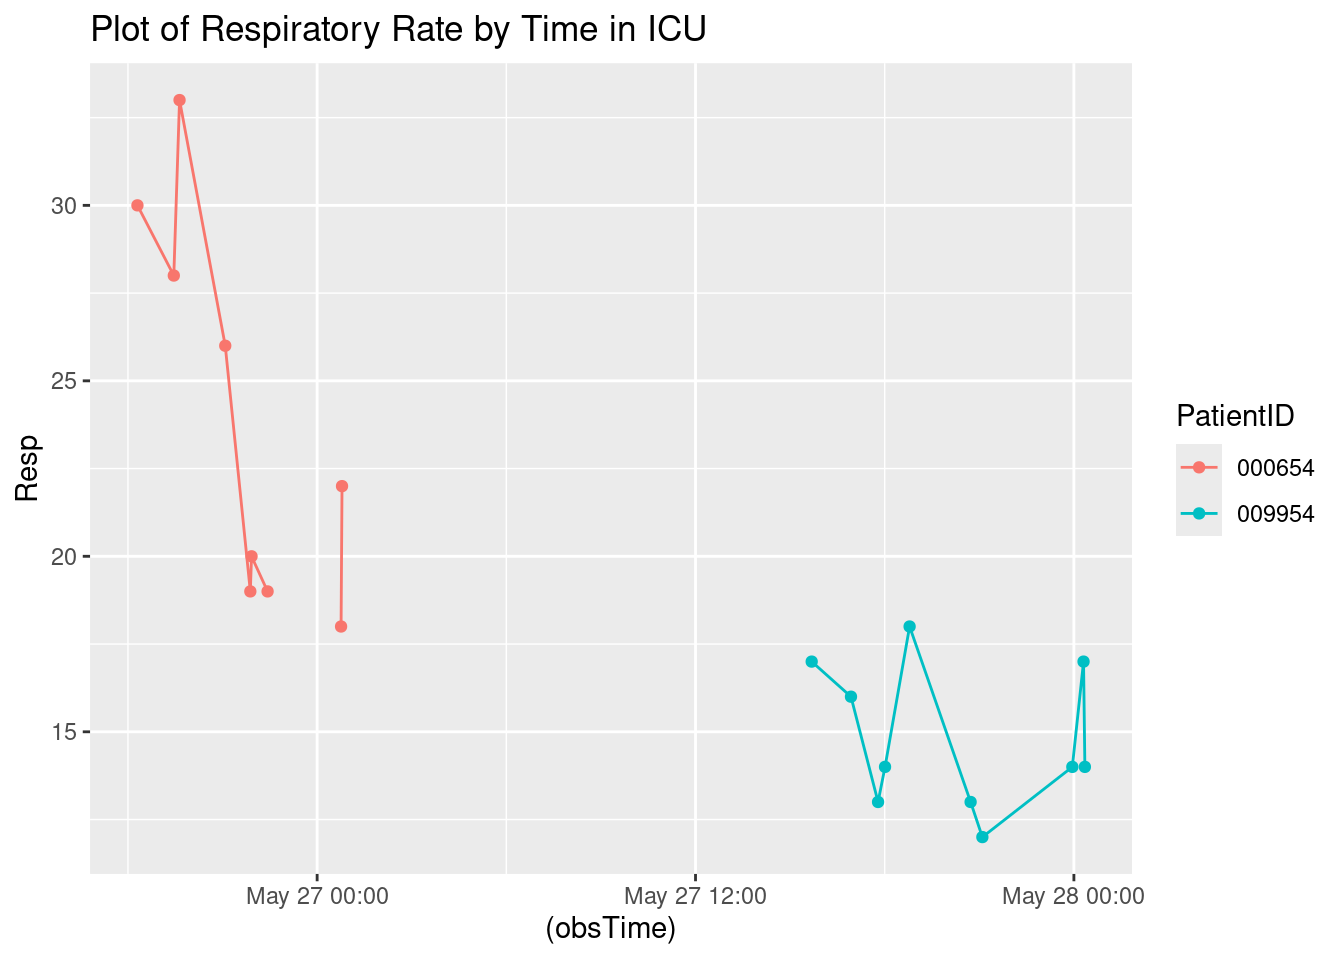 Plot of Respiratory Rate by Time in ICU
30
25
20
15
Resp
May 27 00:00
May 27 12:00
May 28 00:00
(obsTime)
PatientID
000654
009954